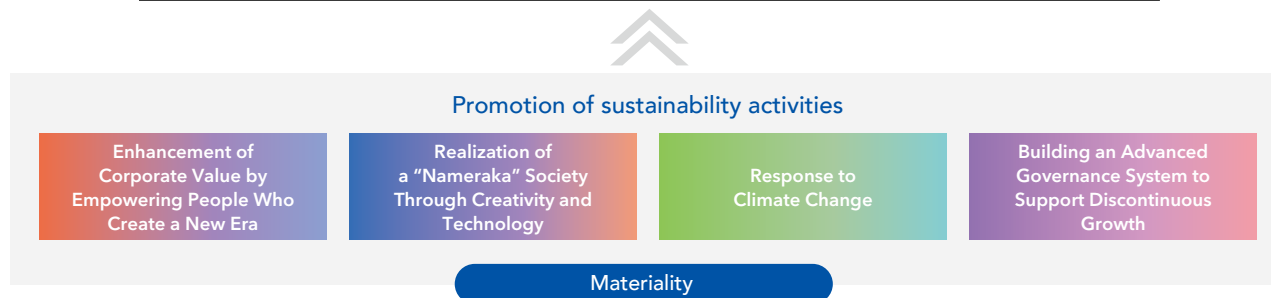 Promotion of sustainability activities
Enhancement of
Corporate Value by
Empowering People Who
Create a New Era
Realization of
a “Nameraka” Society
Through Creativity and
Technology
Response to
Climate Change
Building an Advanced
Governance System to
Support Discontinuous
Growth
Materiality